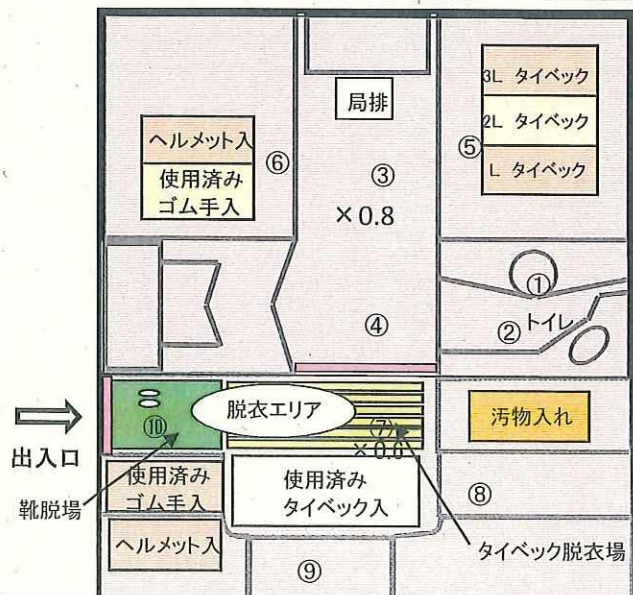 局排
3L タイベック
2L タイベック
L タイベック
⑤
ヘルメット入
使用済み
ゴム手入
⑥
③
×0.8
①
②
トイレ
④
出入口
靴脱場
⑩
脱衣エリア
⑦
×0.6
汚物入れ
使用済み
ゴム手入
使用済み
タイベック入
⑧
ヘルメット入
⑨
タイベック脱衣場